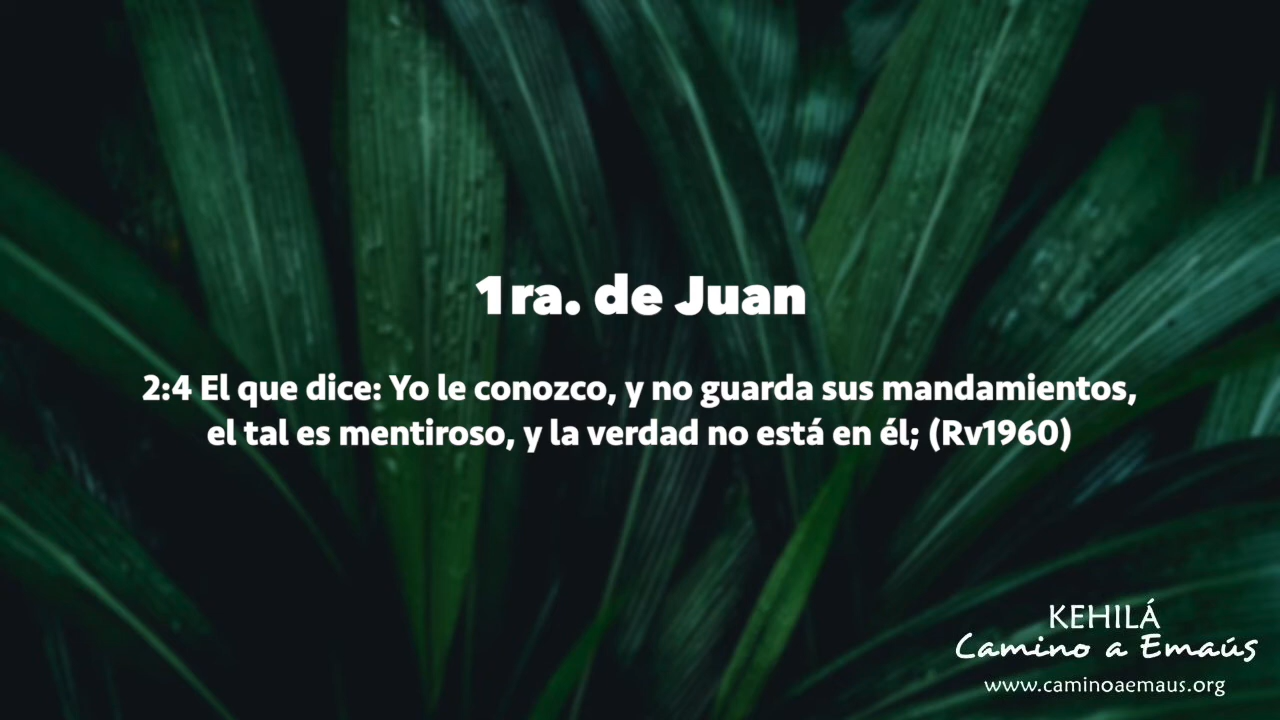 1ra. de Juan
2:4 El que dice: Yo le conozco, y no guarda sus mandamientos,
el tal es mentiroso, y la verdad no está en él; (Rv1960)
KEHILÁ
Camino a Emaús
www.caminoaemaus.org